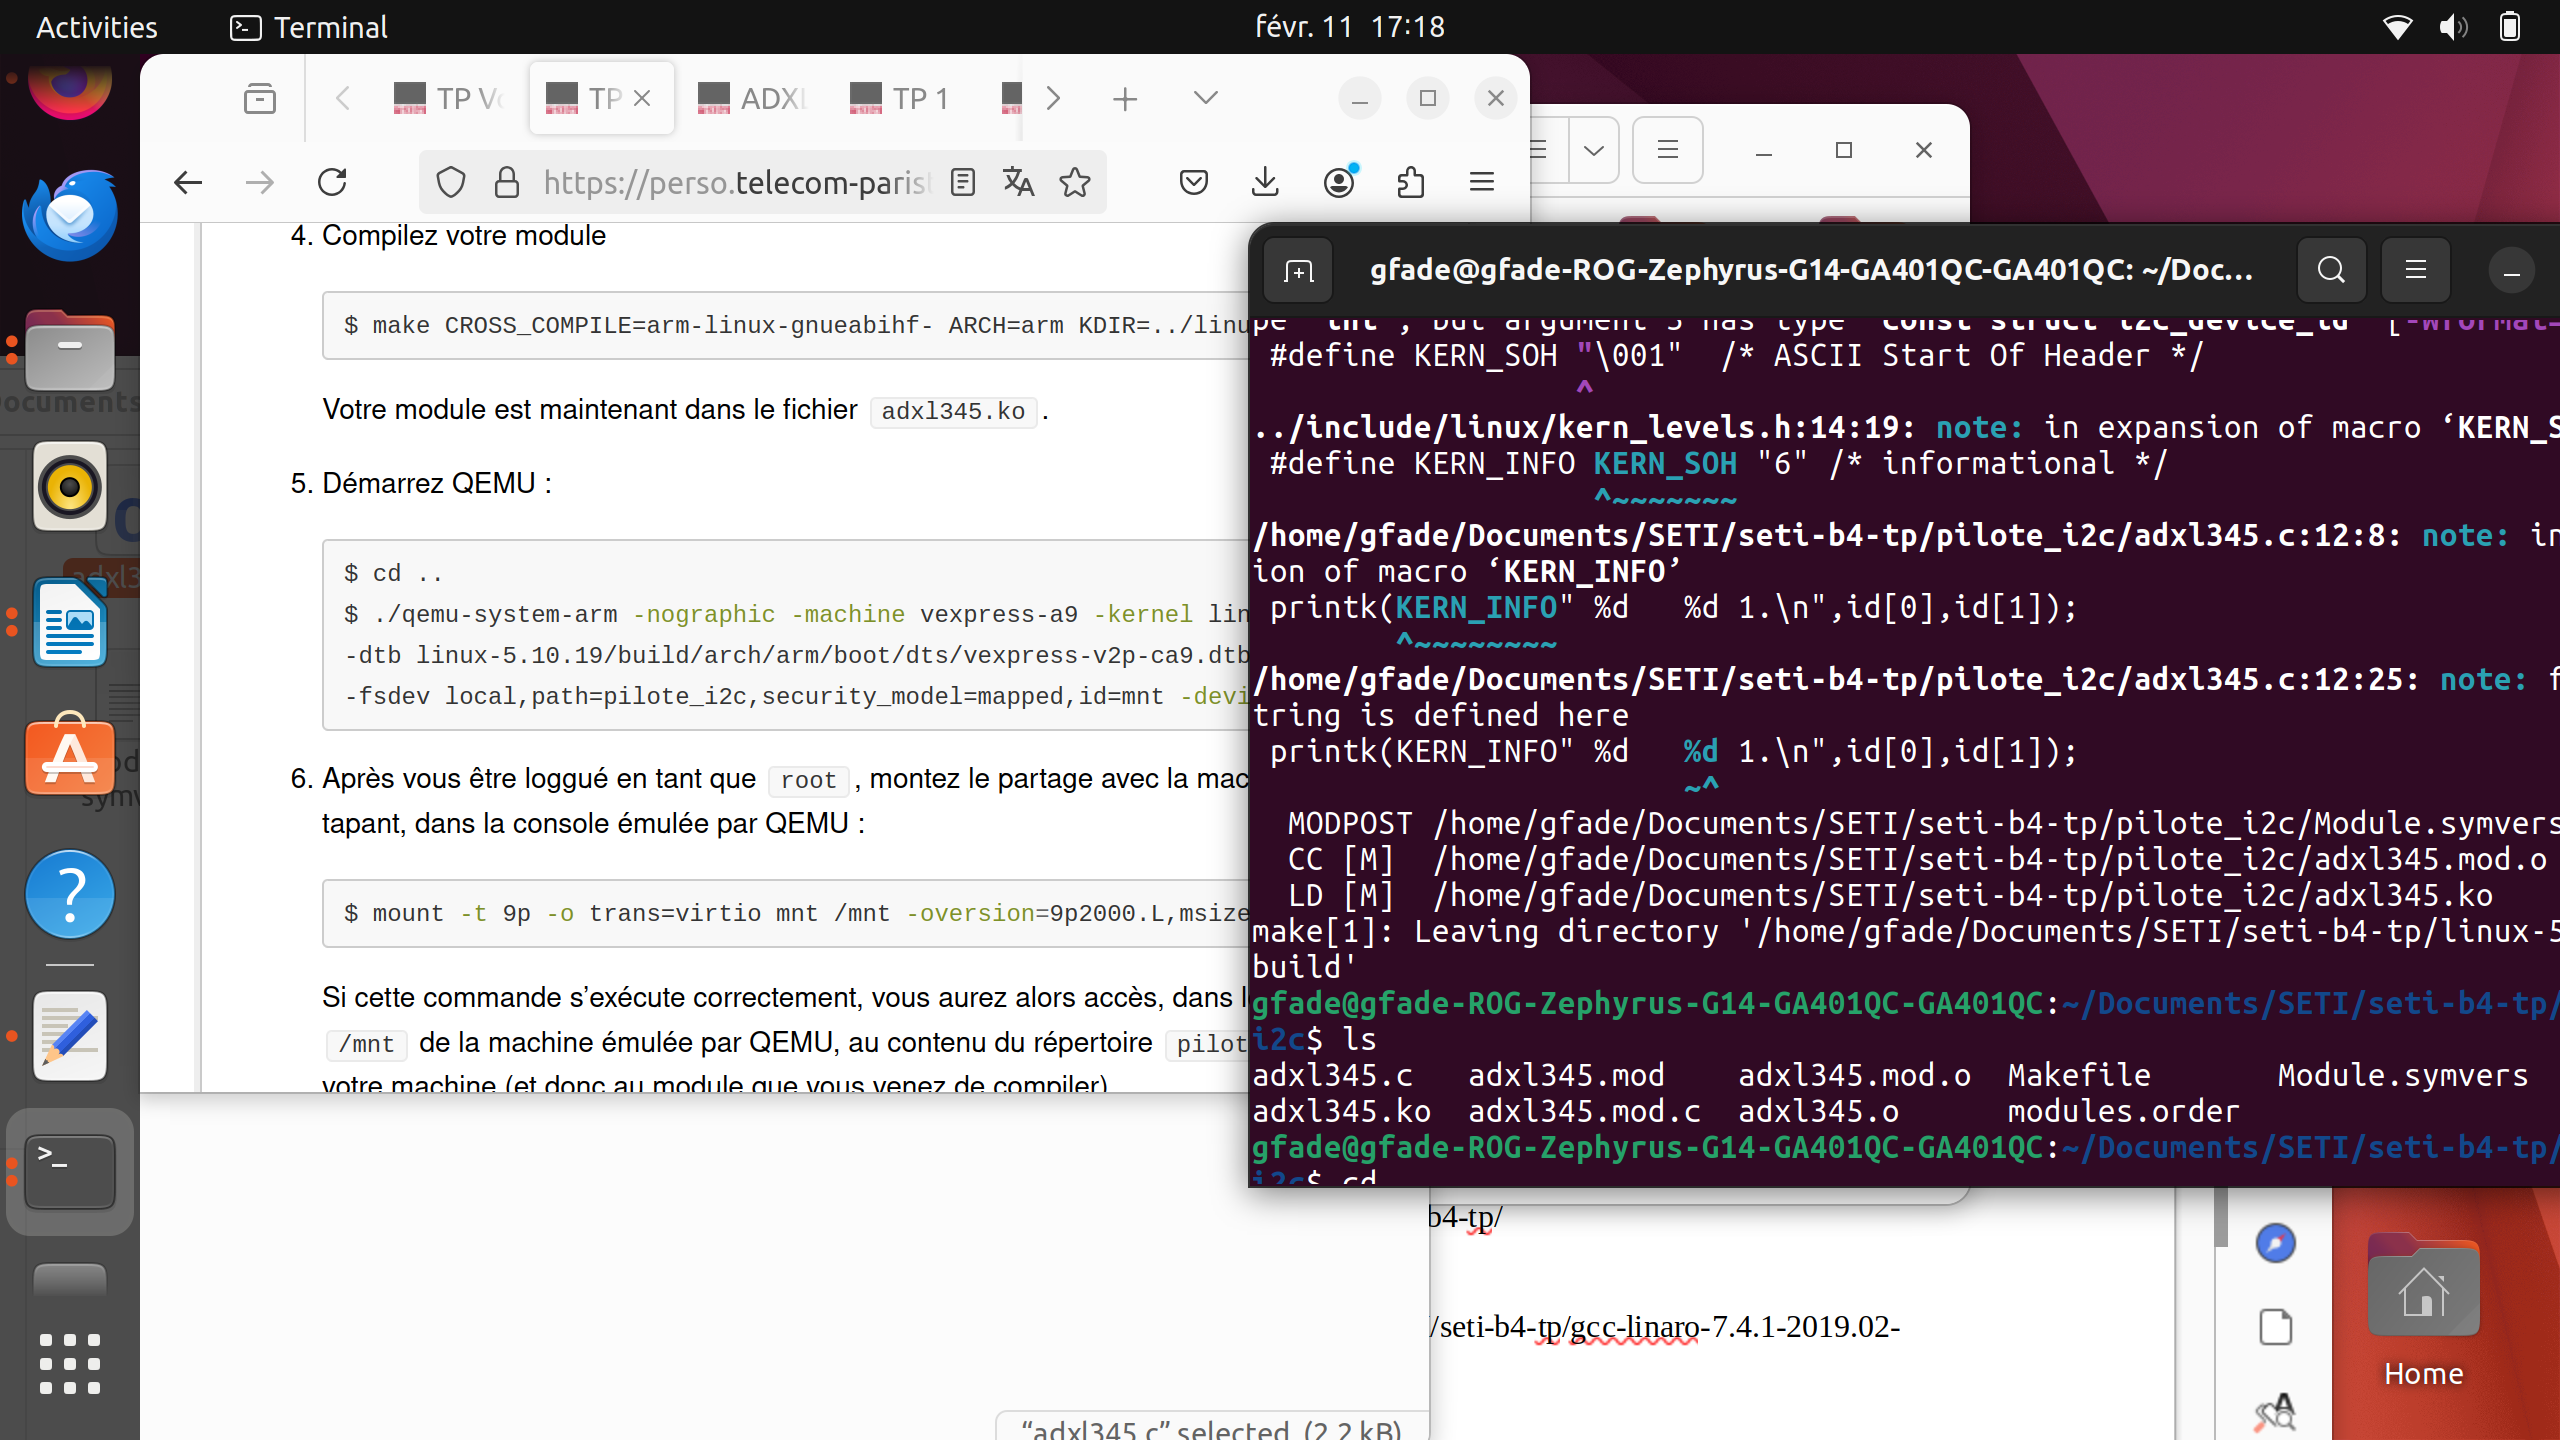 Activities
Terminal
févr. 11 17:18
TP
ADXL
TP 1
https://perso.telecom-paris
4. Compilez votre module
$ make CROSS_COMPILE=arm-linux-gnueabihf- ARCH=arm KDIR=../linu
Votre module est maintenant dans le fichier adxl345.ko .
5. Démarrez QEMU :
$ cd ..
$ ./qemu-system-arm -nographic -machine vexpress-a9 -kernel lin
-dtb linux-5.10.19/build/arch/arm/boot/dts/vexpress-v2p-ca9.dtb
-fsdev local,path=pilote_i2c,security_model=mapped,id=mnt -devi
6. Après vous être loggué en tant que root , montez le partage avec la mac
tapant, dans la console émulée par QEMU :
$ mount -t 9p -o trans=virtio mnt /mnt -oversion=9p2000.L,msize
Si cette commande s’exécute correctement, vous aurez alors accès, dans l
/mnt de la machine émulée par QEMU, au contenu du répertoire pilot
votre machine (et donc au module que vous venez de compiler)
gfade@gfade-ROG-Zephyrus-G14-GA401QC-GA401QC: ~/Doc…
#define KERN_SOH "\001" /* ASCII Start Of Header */
^
../include/linux/kern_levels.h:14:19: note: in expansion of macro ‘KERN_S
#define KERN_INFO KERN_SOH "6" /* informational */
^~~~~~~~
/home/gfade/Documents/SETI/seti-b4-tp/pilote_i2c/adxl345.c:12:8: note: in
ion of macro ‘KERN_INFO’
printk(KERN_INFO" %d   %d 1.\n",id[0],id[1]);
^~~~~~~~~
/home/gfade/Documents/SETI/seti-b4-tp/pilote_i2c/adxl345.c:12:25: note: f
tring is defined here
printk(KERN_INFO" %d   %d 1.\n",id[0],id[1]);
~^
MODPOST /home/gfade/Documents/SETI/seti-b4-tp/pilote_i2c/Module.symvers
CC [M]  /home/gfade/Documents/SETI/seti-b4-tp/pilote_i2c/adxl345.mod.o
LD [M]  /home/gfade/Documents/SETI/seti-b4-tp/pilote_i2c/adxl345.ko
make[1]: Leaving directory '/home/gfade/Documents/SETI/seti-b4-tp/linux-5
build'
gfade@gfade-ROG-Zephyrus-G14-GA401QC-GA401QC:~/Documents/SETI/seti-b4-tp/
i2c$ ls
adxl345.c   adxl345.mod    adxl345.mod.o  Makefile       Module.symvers
adxl345.ko  adxl345.mod.c  adxl345.o      modules.order
gfade@gfade-ROG-Zephyrus-G14-GA401QC-GA401QC:~/Documents/SETI/seti-b4-tp/
i2c$ cd
b4-tp/
/seti-b4-tp/gcc-linaro-7.4.1-2019.02-
“adxl345.c” selected (2,2 kB)
Home